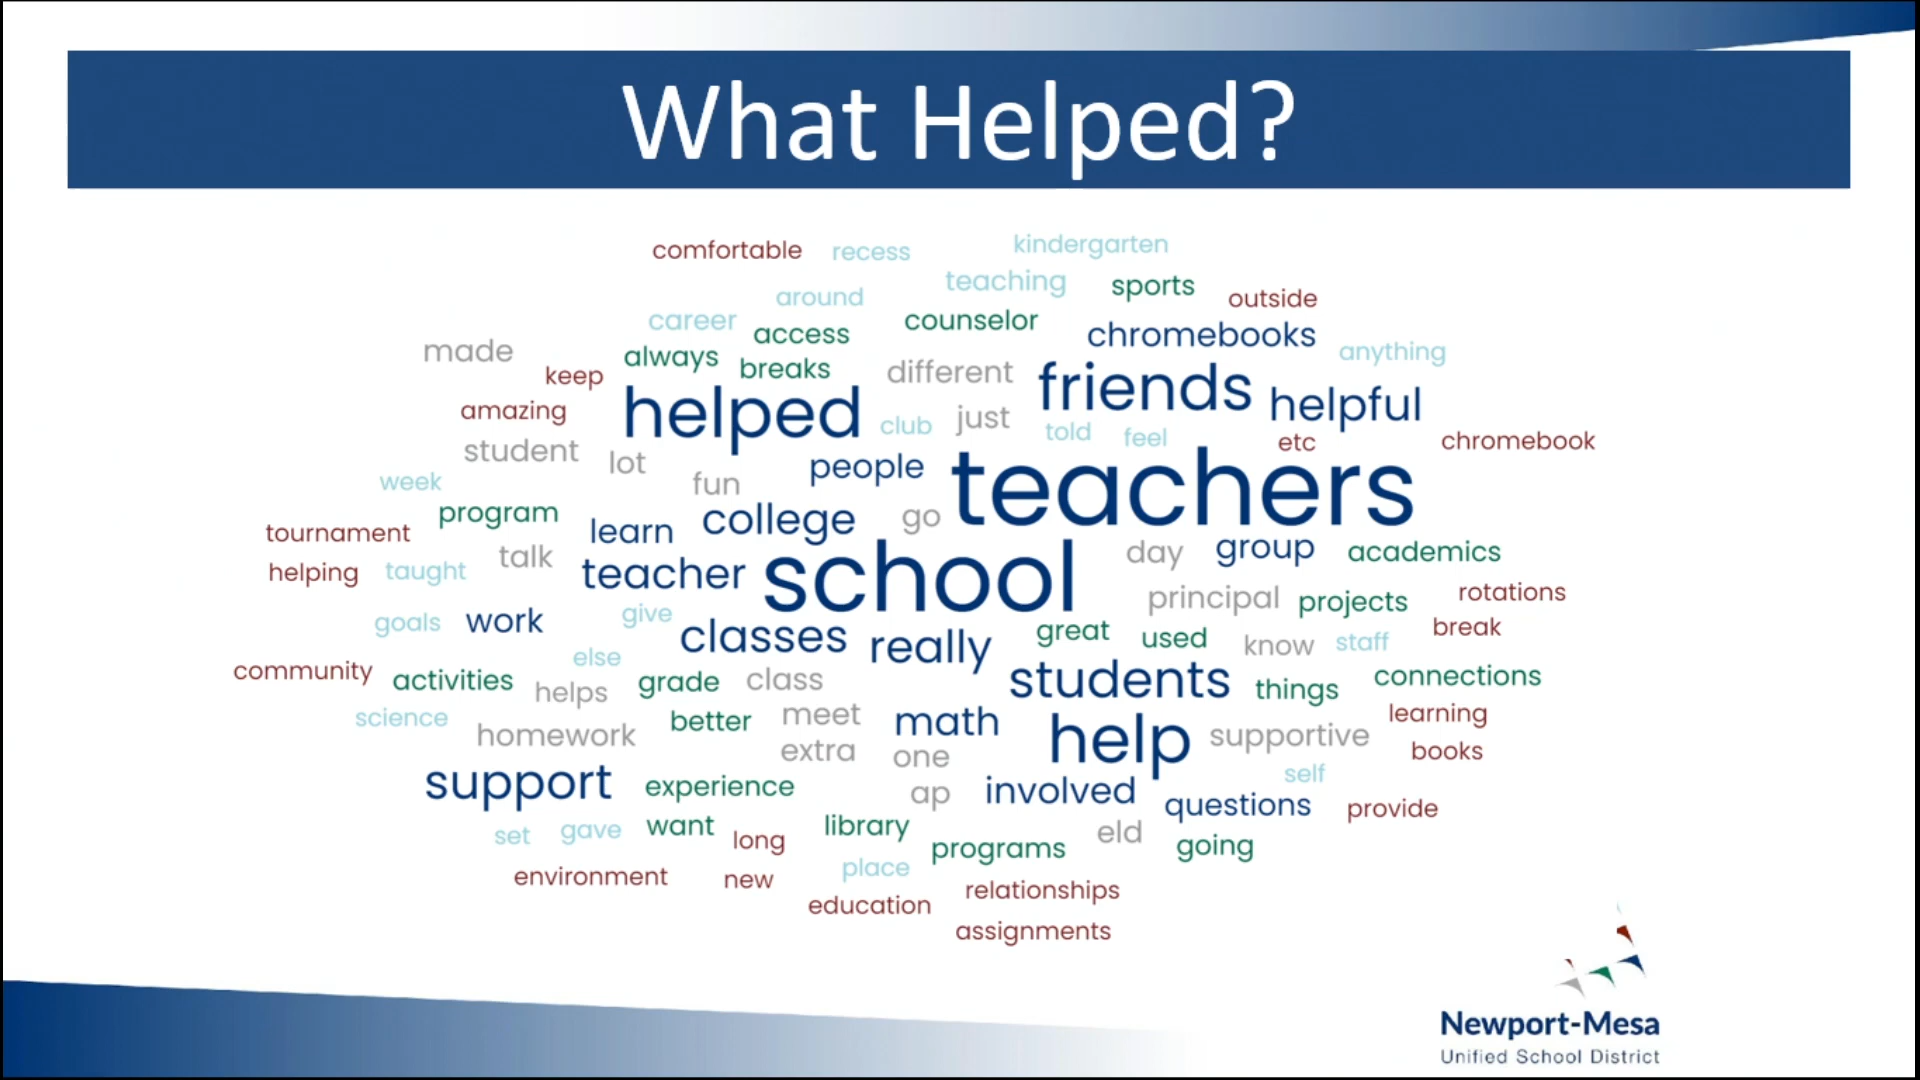 What Helped?
comfortable recess kindergarten
teaching sports
around outside
career access counselor chromebooks
made always breaks different anything
keep friends
amazing helped club just helpful
told feel etc chromebook
student lot people
week fun teachers
program college go
tournament learn
talk day group academics
helping taught teacher school
principal projects rotations
goals work give
classes really great used know staff break
else
community activities helps grade class students things connections
science better meet math learning
homework extra one help supportive books
self
support experience ap involved questions provide
set gave want long library eld going
programs
place
environment new relationships
education
assignments
Newport-Mesa
Unified School District